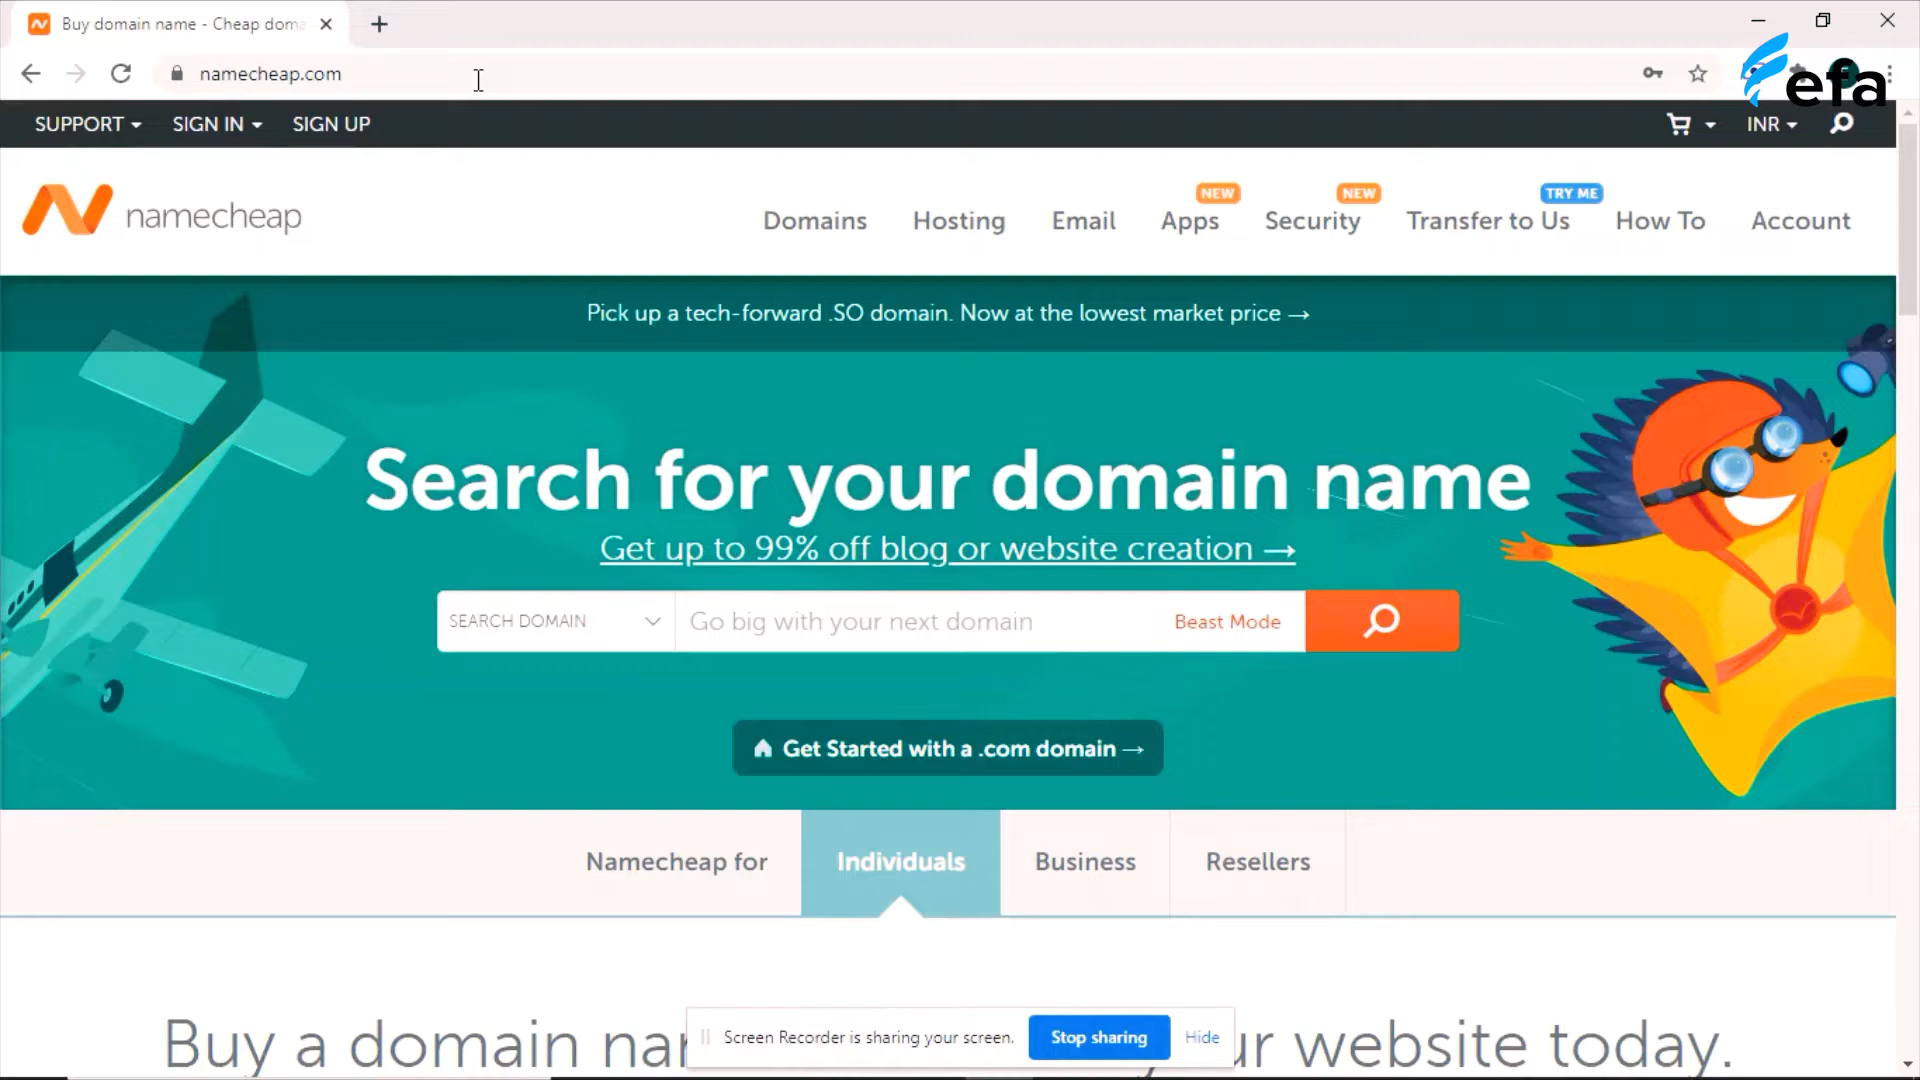 Buy domain name - Cheap doma
namecheap.com
efa
SUPPORT SIGN IN SIGN UP INR
namecheap
Domains Hosting Email Apps NEW Security NEW Transfer to Us TRY ME How To Account
Pick up a tech-forward .SO domain. Now at the lowest market price →
Search for your domain name
Get up to 99% off blog or website creation →
SEARCH DOMAIN Go big with your next domain Beast Mode
Get Started with a .com domain →
Namecheap for Individuals Business Resellers
Buy a domain website today.
Screen Recorder is sharing your screen. Stop sharing Hide